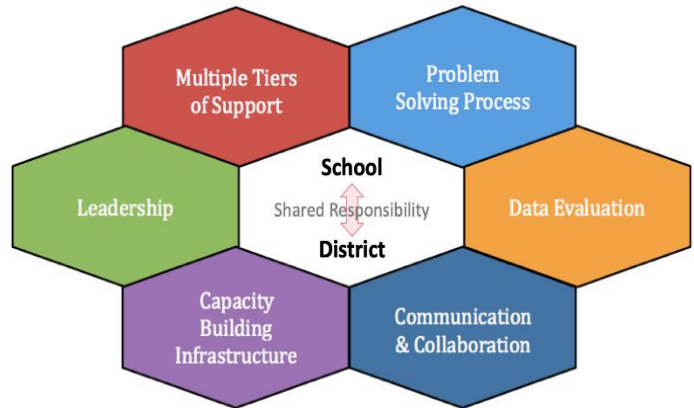 Multiple Tiers
of Support
Problem
Solving Process
Leadership
School
Shared Responsibility
District
Data Evaluation
Capacity
Building
Infrastructure
Communication
& Collaboration